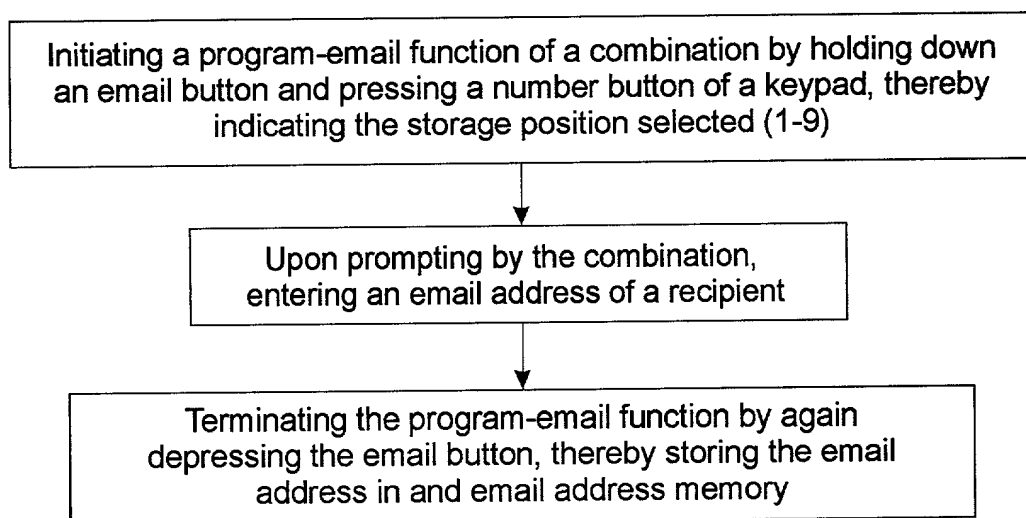 Initiating a program-email function of a combination by holding down
an email button and pressing a number button of a keypad, thereby
indicating the storage position selected (1-9)
Upon prompting by the combination,
entering an email address of a recipient
Terminating the program-email function by again
depressing the email button, thereby storing the email
address in and email address memory